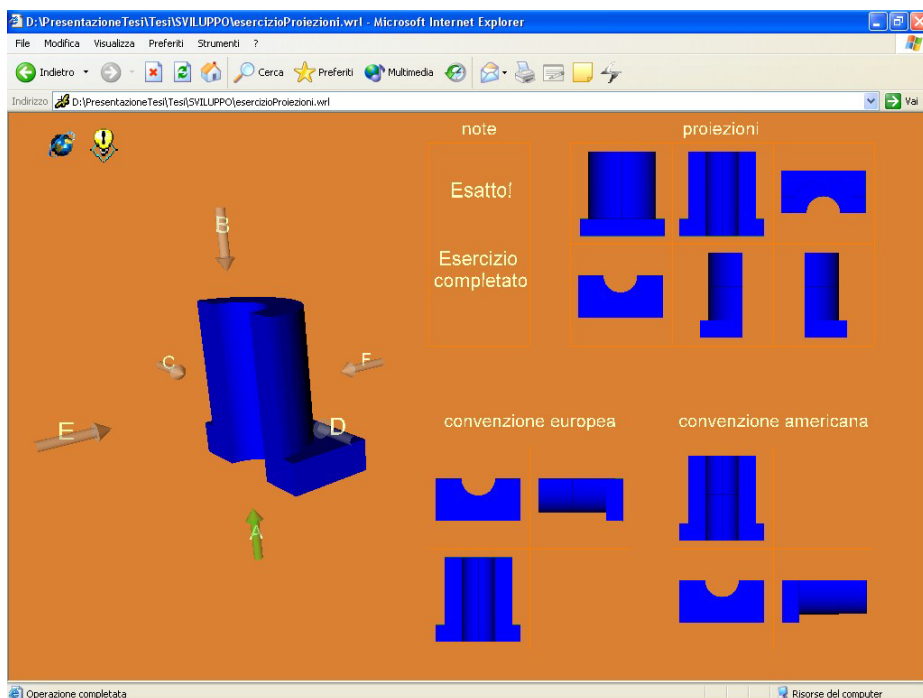 D:\PresentazioneTesi\Tesi\SVILUPPO\esercizioProiezioni.wrl - Microsoft Internet Explorer
File Modifica Visualizza Preferiti Strumenti ?
Indietro Cerca Preferiti Multimedia
Indirizzo D:\PresentazioneTesi\Tesi\SVILUPPO\esercizioProiezioni.wrl Vai
note proiezioni
Esatto!
Esercizio
completato
B
C F
E D
A
convenzione europea convenzione americana
Operazione completata Risorse del computer